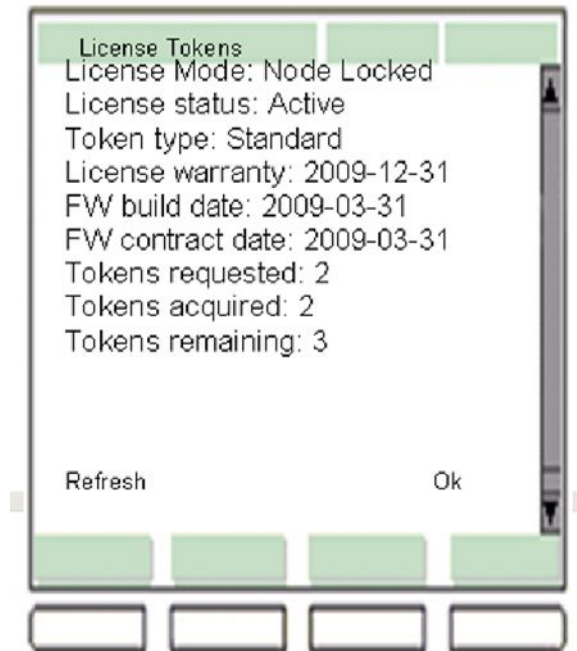 License Tokens
License Mode: Node Locked
License status: Active
Token type: Standard
License warranty: 2009-12-31
FW build date: 2009-03-31
FW contract date: 2009-03-31
Tokens requested: 2
Tokens acquired: 2
Tokens remaining: 3
Refresh Ok